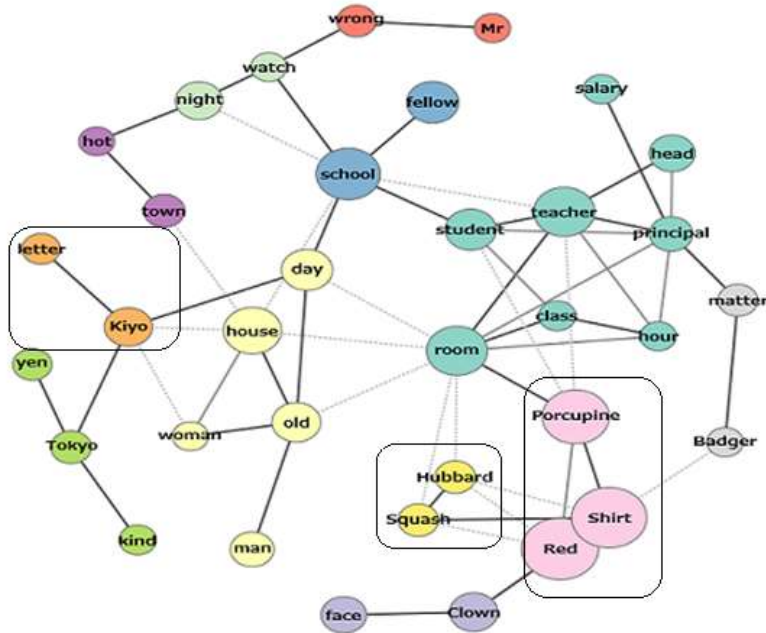 wrong
Mr
watch
night
fellow
salary
hot
head
school
town
teacher
student
principal
letter
day
matter
Kiyo
house
class
hour
room
yen
Porcupine
old
woman
Tokyo
Badger
Hubbard
Squash
Shirt
kind
man
Red
face
Clown